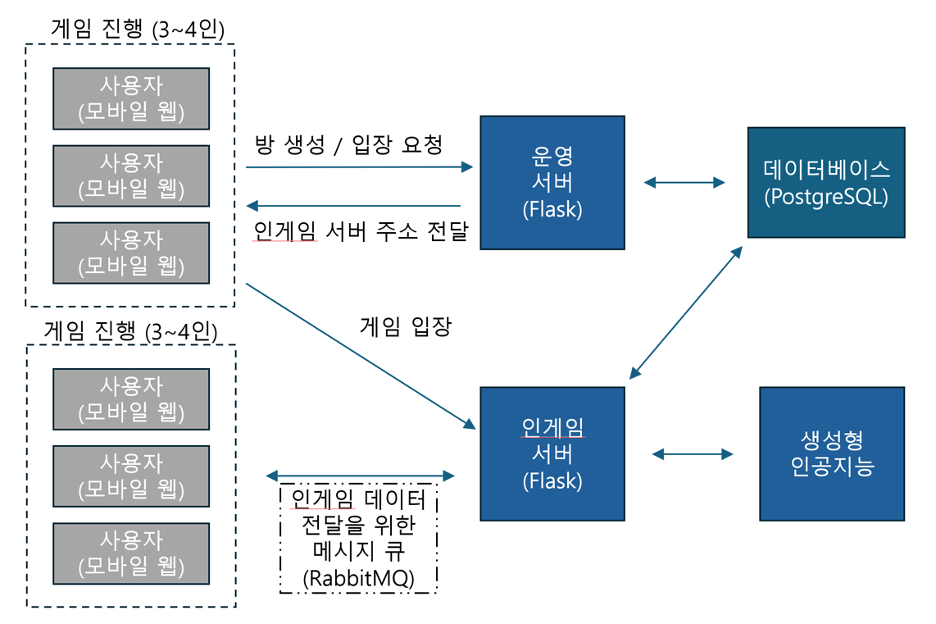 게임 진행 (3~4인)
사용자
(모바일 웹)
사용자
(모바일 웹)
사용자
(모바일 웹)
방 생성 / 입장 요청
인게임 서버 주소 전달
운영
서버
(Flask)
데이터베이스
(PostgreSQL)
게임 입장
게임 진행 (3~4인)
사용자
(모바일 웹)
사용자
(모바일 웹)
사용자
(모바일 웹)
인게임 데이터
전달을 위한
메시지 큐
(RabbitMQ)
인게임
서버
(Flask)
생성형
인공지능